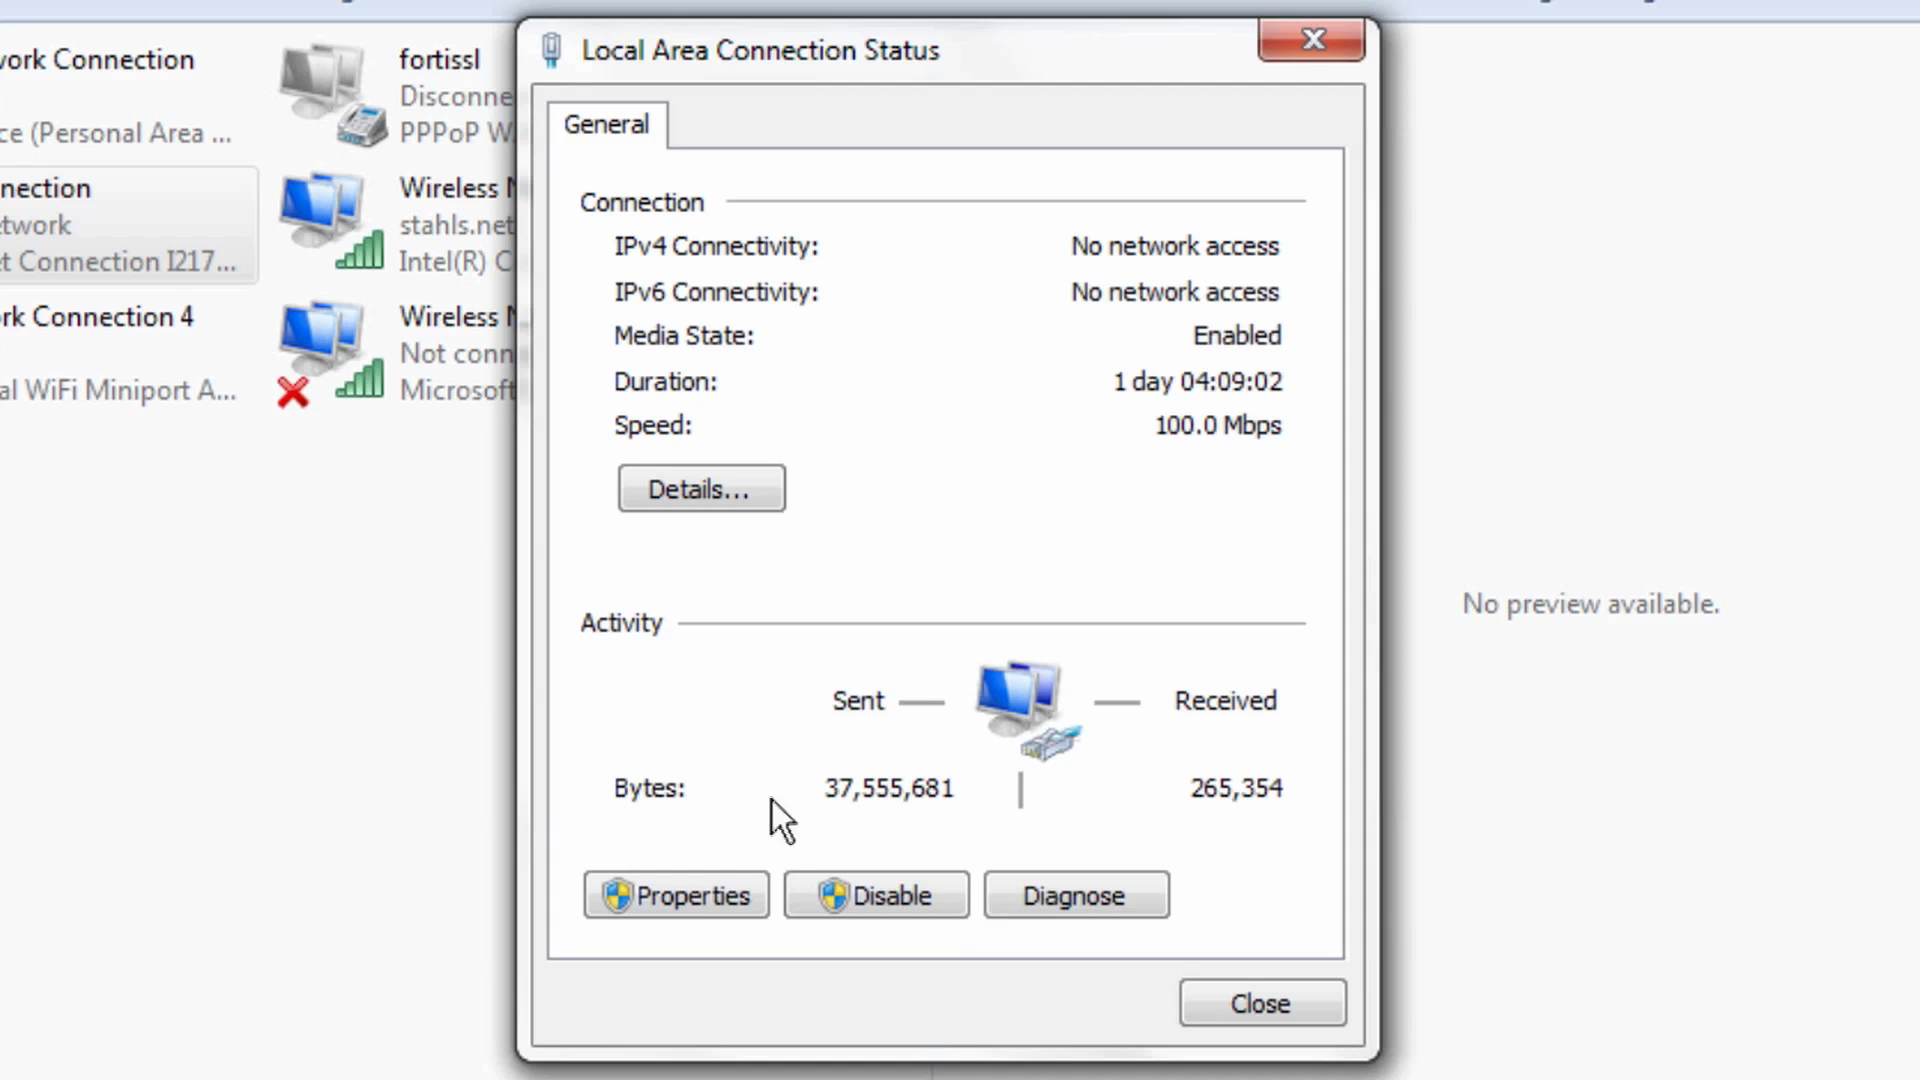 Local Area Connection Status
General
Connection
IPv4 Connectivity: No network access
IPv6 Connectivity: No network access
Media State: Enabled
Duration: 1 day 04:09:02
Speed: 100.0 Mbps
Details...
Activity
Sent Received
Bytes: 37,555,681 265,354
Properties Disable Diagnose
Close
ork Connection
ce (Personal Area ...
nection
etwork
et Connection I217...
rk Connection 4
al WiFi Miniport A...
fortissl
Disconne
PPPoP W
Wireless N
stahls.net
Intel(R) C
Wireless N
Not conn
Microsoft
No preview available.